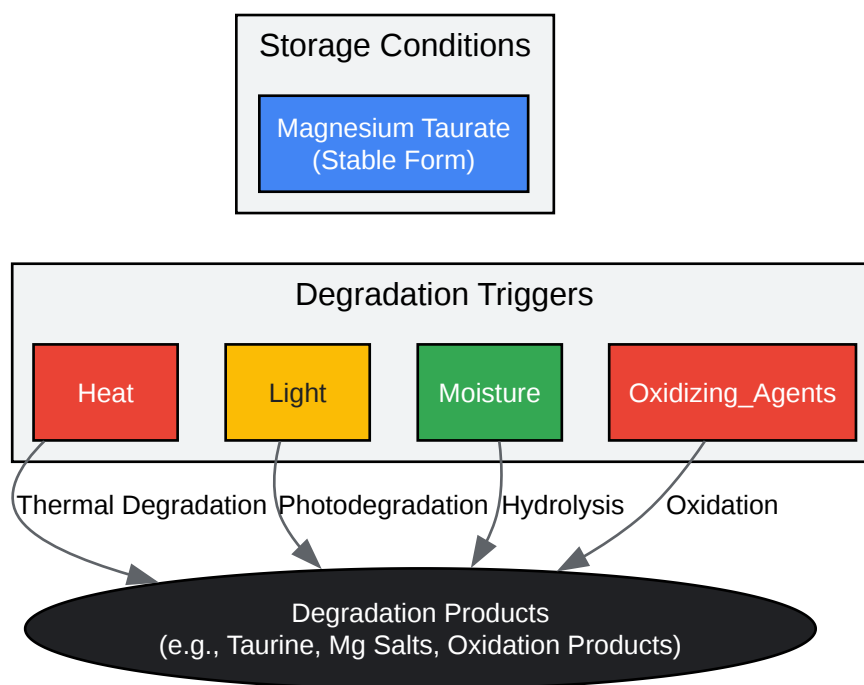 Storage Conditions
Magnesium Taurate
(Stable Form)
Degradation Triggers
Heat
Light
Moisture
Oxidizing_Agents
Thermal Degradation
Photodegradation
Hydrolysis
Oxidation
Degradation Products
(e.g., Taurine, Mg Salts, Oxidation Products)